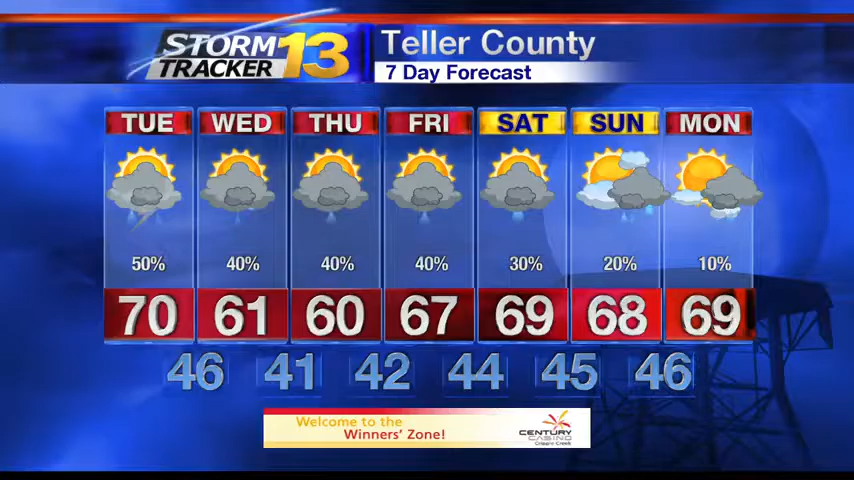 STORM
TRACKER 13
Teller County
7 Day Forecast
TUE WED THU FRI SAT SUN MON
50% 40% 40% 40% 30% 20% 10%
70 61 60 67 69 68 69
46 41 42 44 45 46
Welcome to the
Winners' Zone!
CENTURY
CASINO
Cripple Creek